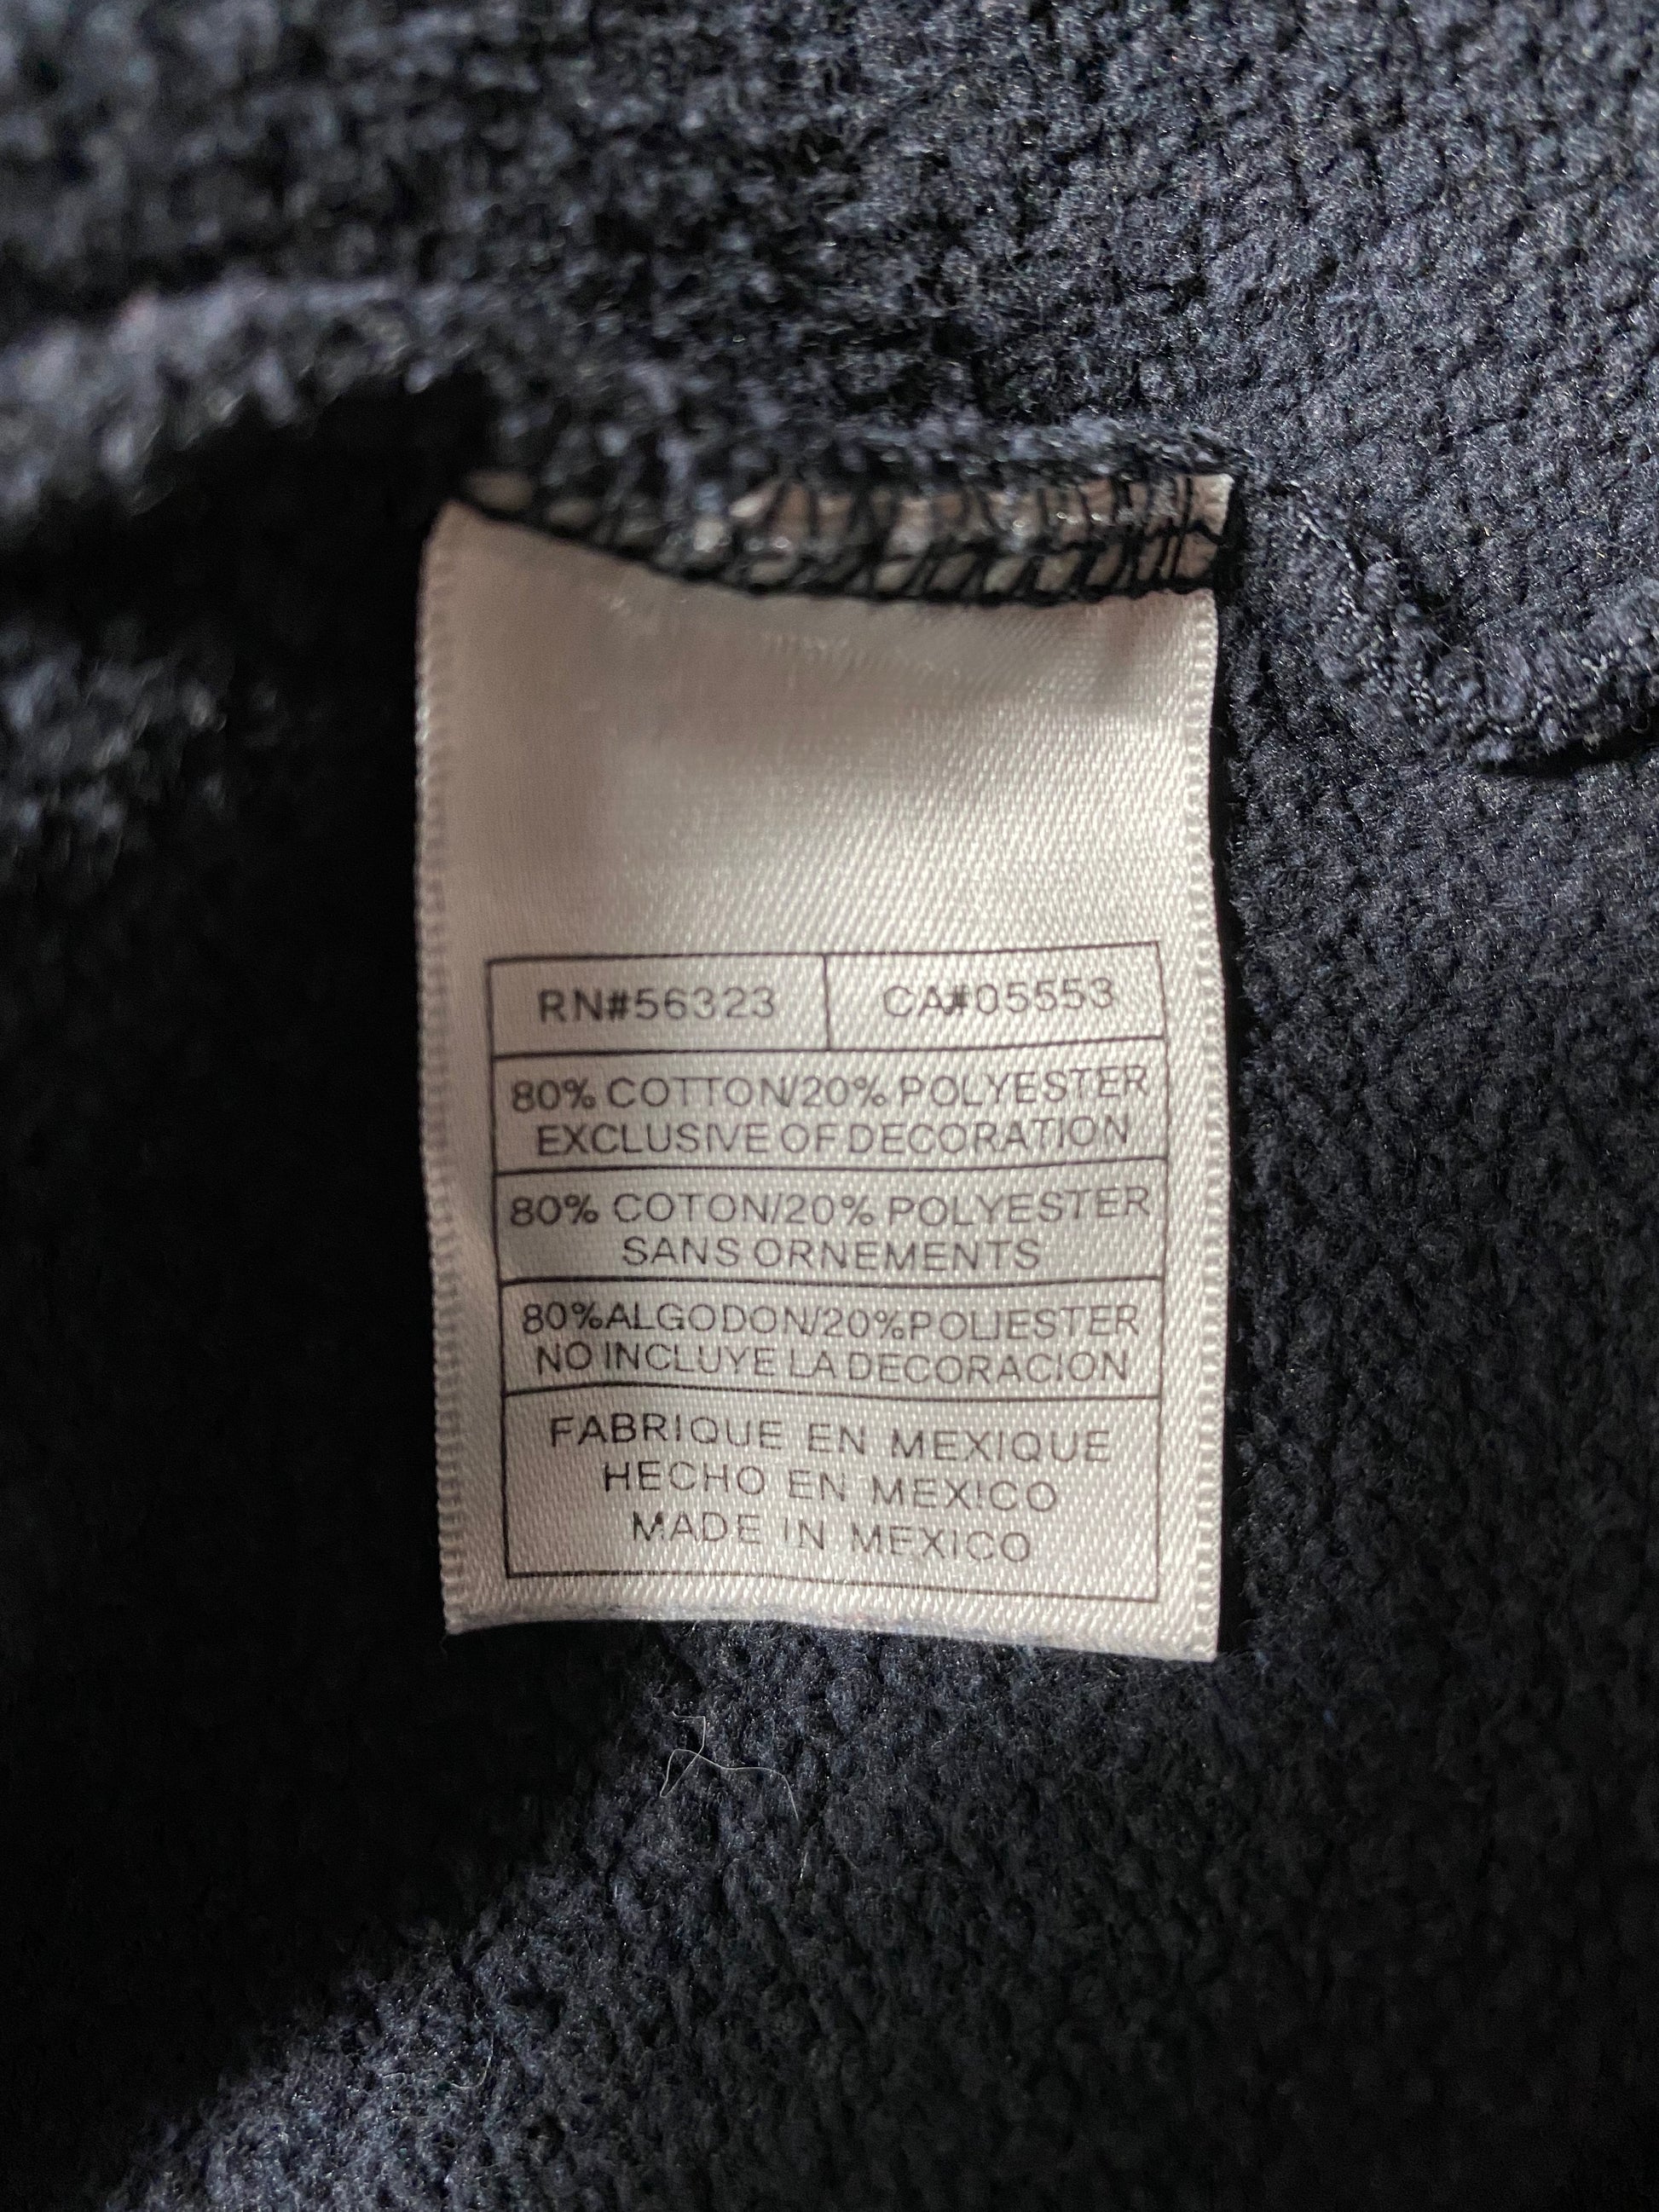 RN#56323 CA#05553
80% COTTON/20% POLYESTER
EXCLUSIVE OF DECORATION
80% COTON/20% POLYESTER
SANS ORNEMENTS
80%ALGODON/20%POLIESTER
NO INCLUYE LA DECORACION
FABRIQUE EN MEXIQUE
HECHO EN MEXICO
MADE IN MEXICO